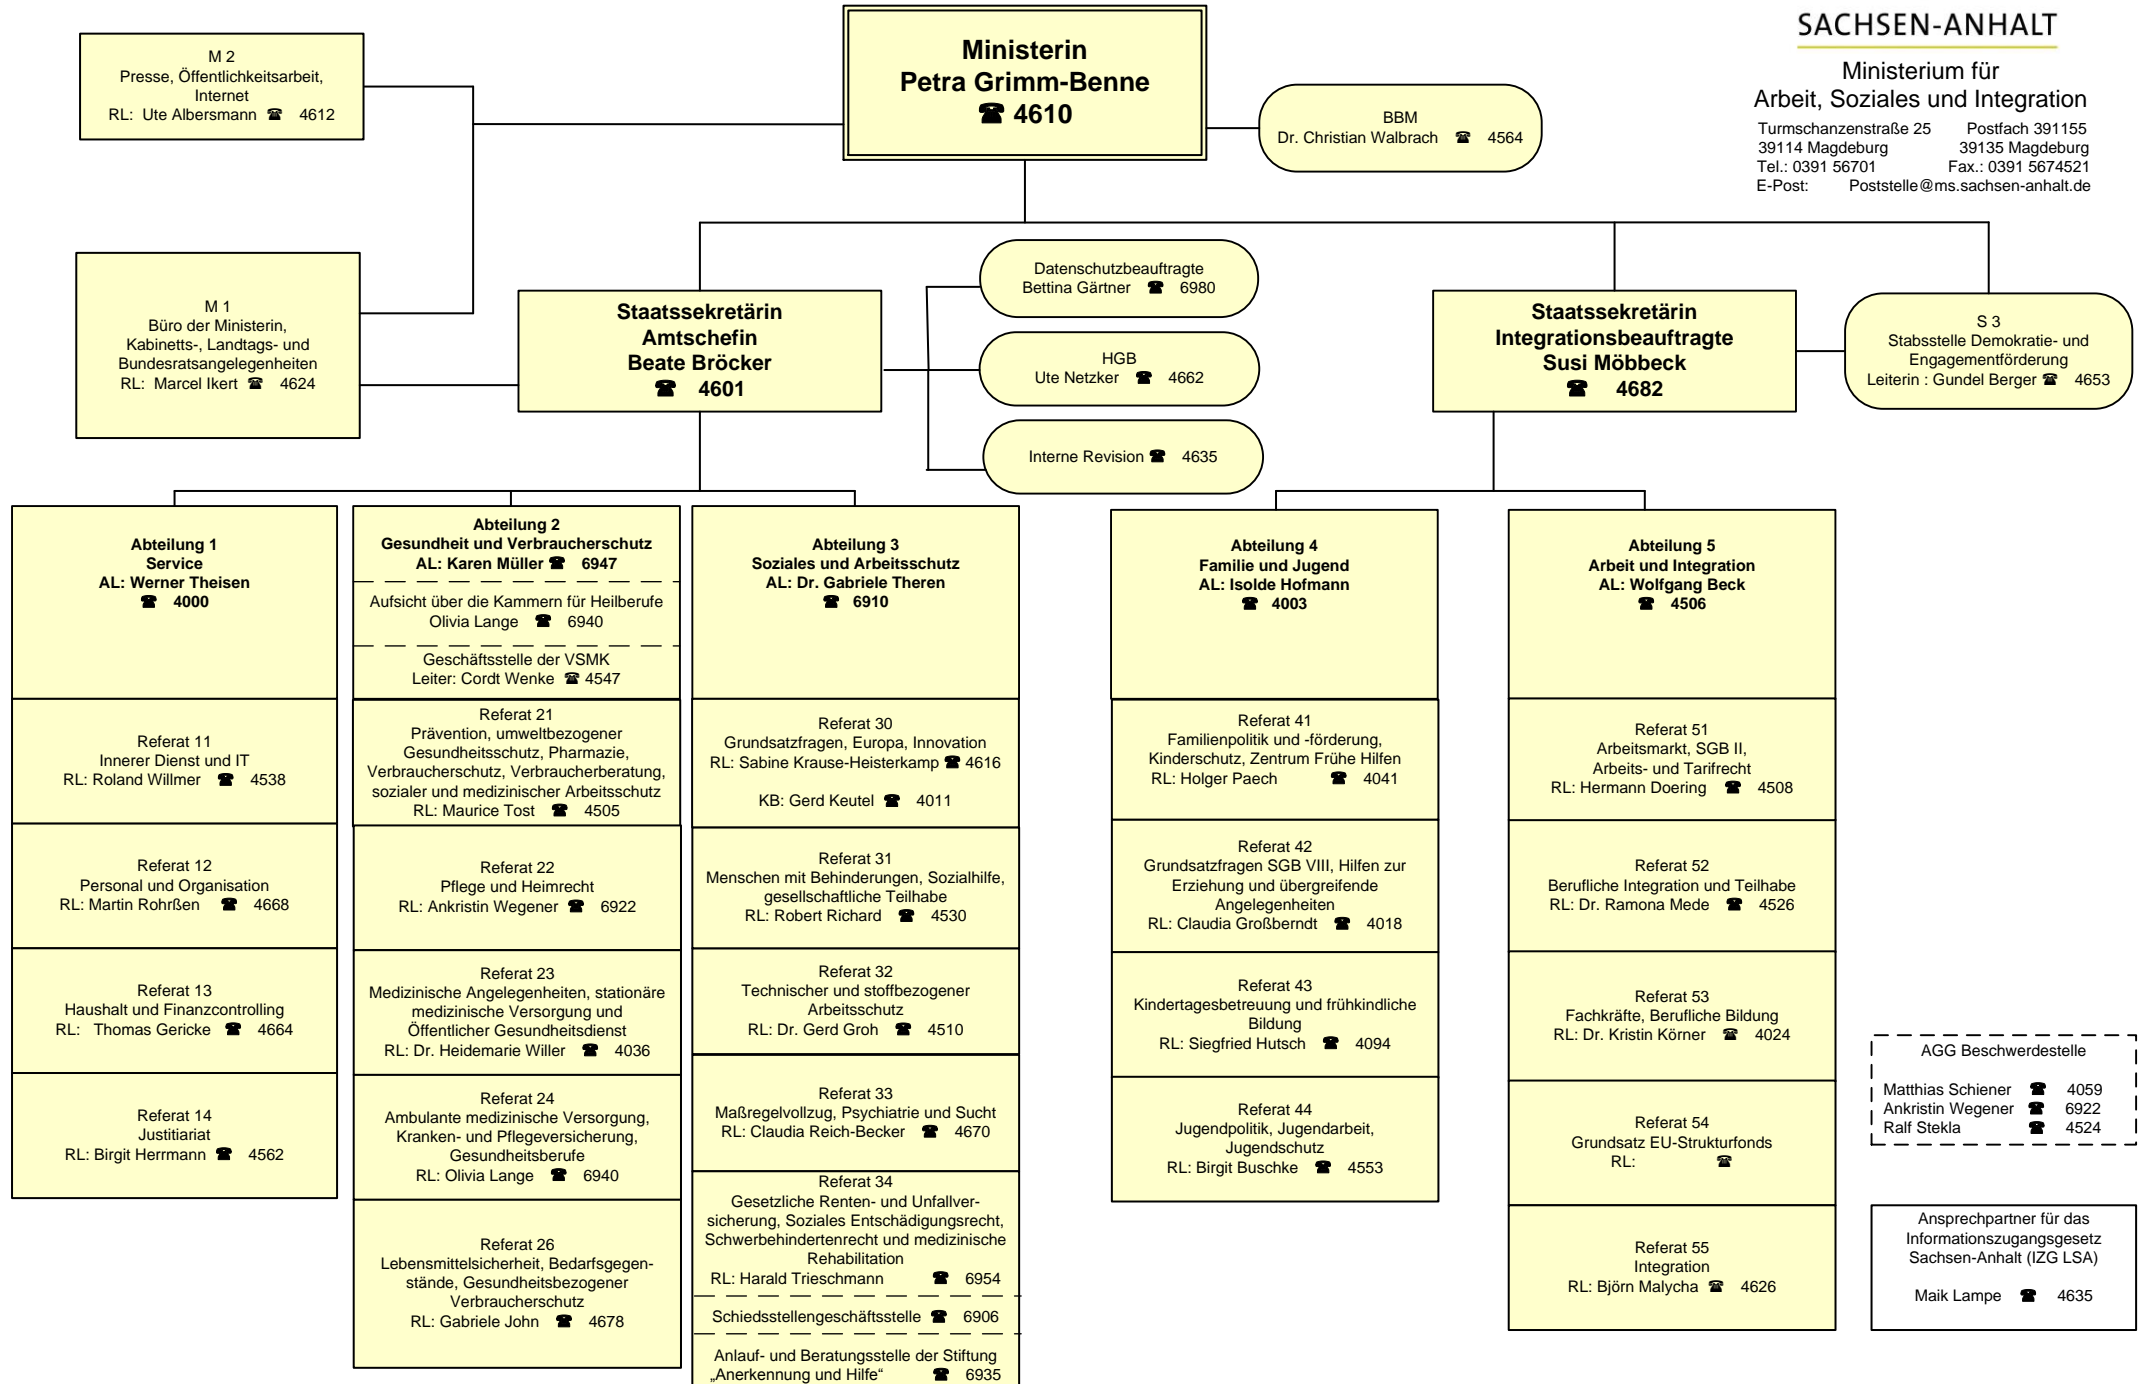 SACHSEN-ANHALT
Ministerium für
Arbeit, Soziales und Integration
Turmschanzenstraße 25 Postfach 391155
39114 Magdeburg 39135 Magdeburg
Tel.: 0391 56701 Fax.: 0391 5674521
E-Post: Poststelle@ms.sachsen-anhalt.de
Ministerin
Petra Grimm-Benne
☎ 4610
M 2
Presse, Öffentlichkeitsarbeit,
Internet
RL: Ute Albersmann ☎ 4612
BBM
Dr. Christian Walbrach ☎ 4564
M 1
Büro der Ministerin,
Kabinetts-, Landtags- und
Bundesratsangelegenheiten
RL: Marcel Ikert ☎ 4624
Staatssekretärin
Amtschefin
Beate Bröcker
☎ 4601
Datenschutzbeauftragte
Bettina Gärtner ☎ 6980
HGB
Ute Netzker ☎ 4662
Interne Revision ☎ 4635
Staatssekretärin
Integrationsbeauftragte
Susi Möbbeck
☎ 4682
S 3
Stabsstelle Demokratie- und
Engagementförderung
Leiterin : Gundel Berger ☎ 4653
Abteilung 1
Service
AL: Werner Theisen
☎ 4000
Referat 11
Innerer Dienst und IT
RL: Roland Willmer ☎ 4538
Referat 12
Personal und Organisation
RL: Martin Rohrßen ☎ 4668
Referat 13
Haushalt und Finanzcontrolling
RL: Thomas Gericke ☎ 4664
Referat 14
Justitiariat
RL: Birgit Herrmann ☎ 4562
Abteilung 2
Gesundheit und Verbraucherschutz
AL: Karen Müller ☎ 6947
Aufsicht über die Kammern für Heilberufe
Olivia Lange ☎ 6940
Geschäftsstelle der VSMK
Leiter: Cordt Wenke ☎ 4547
Referat 21
Prävention, umweltbezogener
Gesundheitsschutz, Pharmazie,
Verbraucherschutz, Verbraucherberatung,
sozialer und medizinischer Arbeitsschutz
RL: Maurice Tost ☎ 4505
Referat 22
Pflege und Heimrecht
RL: Ankristin Wegener ☎ 6922
Referat 23
Medizinische Angelegenheiten, stationäre
medizinische Versorgung und
Öffentlicher Gesundheitsdienst
RL: Dr. Heidemarie Willer ☎ 4036
Referat 24
Ambulante medizinische Versorgung,
Kranken- und Pflegeversicherung,
Gesundheitsberufe
RL: Olivia Lange ☎ 6940
Referat 26
Lebensmittelsicherheit, Bedarfsgegen-
stände, Gesundheitsbezogener
Verbraucherschutz
RL: Gabriele John ☎ 4678
Abteilung 3
Soziales und Arbeitsschutz
AL: Dr. Gabriele Theren
☎ 6910
Referat 30
Grundsatzfragen, Europa, Innovation
RL: Sabine Krause-Heisterkamp ☎ 4616
KB: Gerd Keutel ☎ 4011
Referat 31
Menschen mit Behinderungen, Sozialhilfe,
gesellschaftliche Teilhabe
RL: Robert Richard ☎ 4530
Referat 32
Technischer und stoffbezogener
Arbeitsschutz
RL: Dr. Gerd Groh ☎ 4510
Referat 33
Maßregelvollzug, Psychiatrie und Sucht
RL: Claudia Reich-Becker ☎ 4670
Referat 34
Gesetzliche Renten- und Unfallver-
sicherung, Soziales Entschädigungsrecht,
Schwerbehindertenrecht und medizinische
Rehabilitation
RL: Harald Trieschmann ☎ 6954
Schiedsstellengeschäftsstelle ☎ 6906
Anlauf- und Beratungsstelle der Stiftung
„Anerkennung und Hilfe“ ☎ 6935
Abteilung 4
Familie und Jugend
AL: Isolde Hofmann
☎ 4003
Referat 41
Familienpolitik und -förderung,
Kinderschutz, Zentrum Frühe Hilfen
RL: Holger Paech ☎ 4041
Referat 42
Grundsatzfragen SGB VIII, Hilfen zur
Erziehung und übergreifende
Angelegenheiten
RL: Claudia Großberndt ☎ 4018
Referat 43
Kindertagesbetreuung und frühkindliche
Bildung
RL: Siegfried Hutsch ☎ 4094
Referat 44
Jugendpolitik, Jugendarbeit,
Jugendschutz
RL: Birgit Buschke ☎ 4553
Abteilung 5
Arbeit und Integration
AL: Wolfgang Beck
☎ 4506
Referat 51
Arbeitsmarkt, SGB II,
Arbeits- und Tarifrecht
RL: Hermann Doering ☎ 4508
Referat 52
Berufliche Integration und Teilhabe
RL: Dr. Ramona Mede ☎ 4526
Referat 53
Fachkräfte, Berufliche Bildung
RL: Dr. Kristin Körner ☎ 4024
Referat 54
Grundsatz EU-Strukturfonds
RL: ☎
Referat 55
Integration
RL: Björn Malycha ☎ 4626
AGG Beschwerdestelle
Matthias Schiener ☎ 4059
Ankristin Wegener ☎ 6922
Ralf Stekla ☎ 4524
Ansprechpartner für das
Informationszugangsgesetz
Sachsen-Anhalt (IZG LSA)
Maik Lampe ☎ 4635